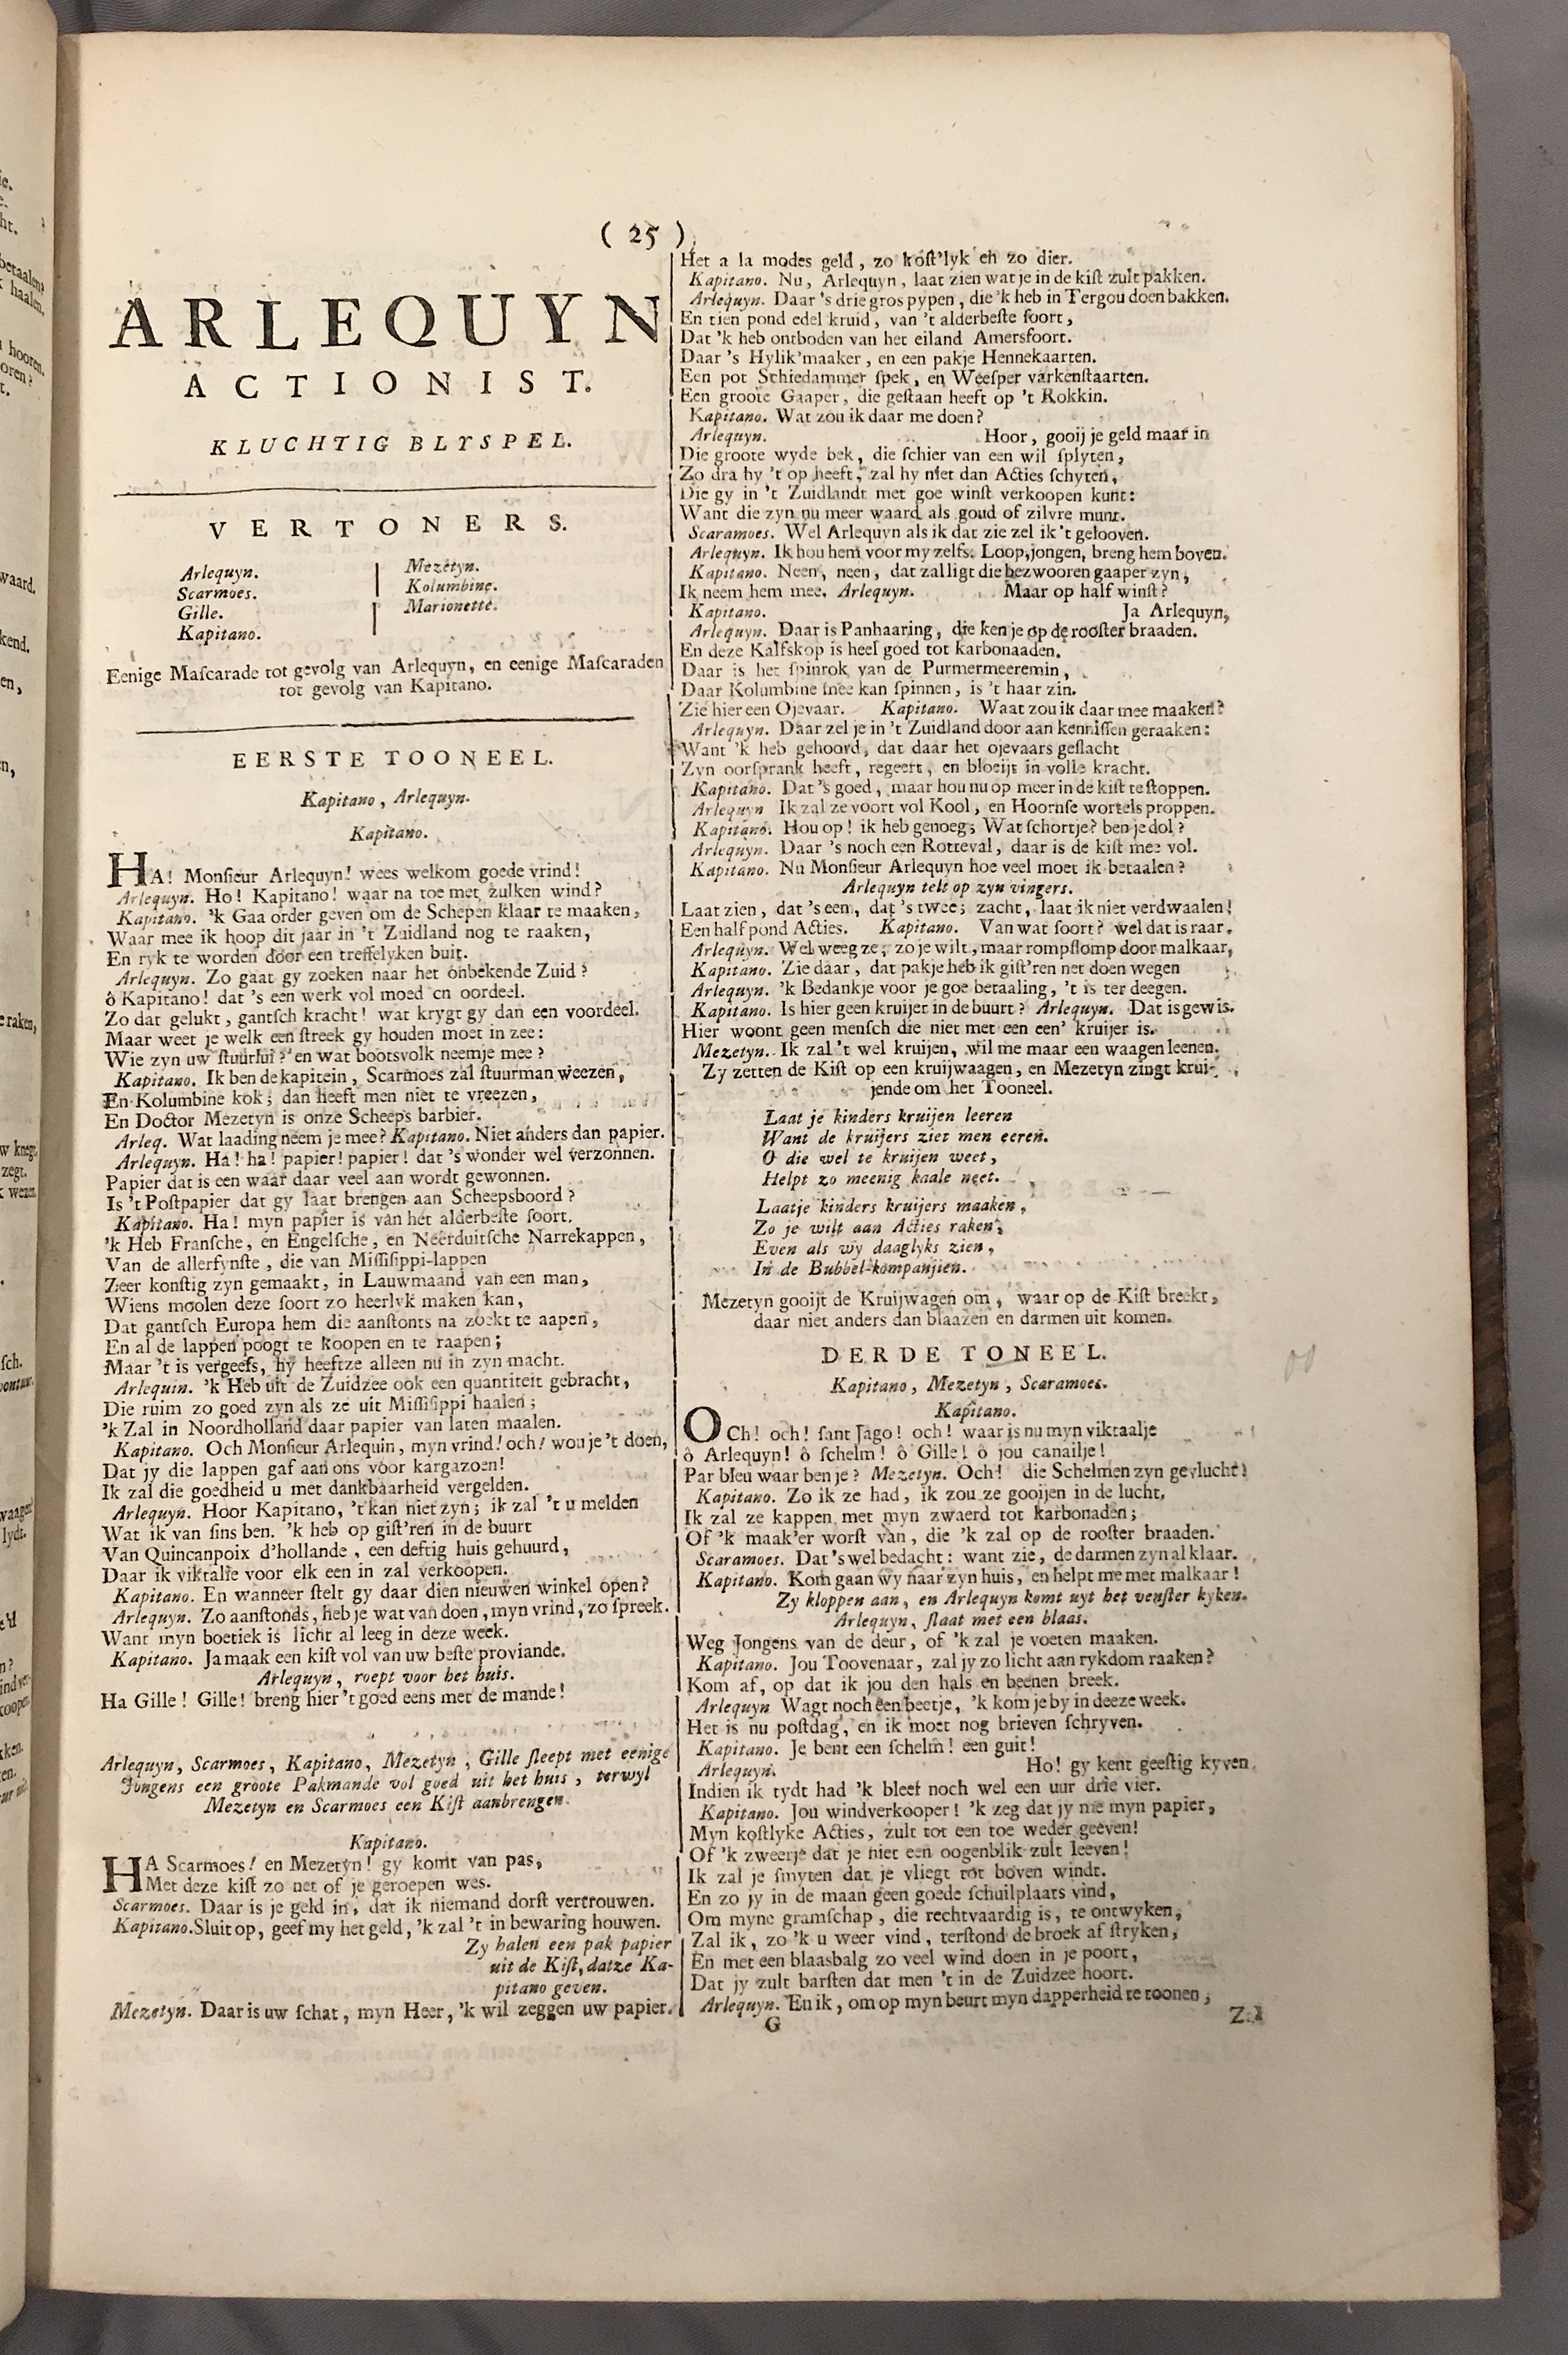 ( 25 )
ARLEQUYN
ACTIONIST.
KLUCHTIG BLYSPEL.
VERTONERS.
Arlequyn.
Scarmoes.
Gille.
Kapitano.
Mezetyn.
Kolumbine.
Marionette.
Eenige Maſcarade tot gevolg van Arlequyn, en eenige Maſcaraden
tot gevolg van Kapitano.
EERSTE TOONEEL.
Kapitano, Arlequyn.
Kapitano.
HA! Monſieur Arlequyn! wees welkom goede vrind!
Arlequyn. Ho! Kapitano! waar na toe met zulken wind?
Kapitano. 'k Gaa order geven om de Schepen klaar te maaken,
Waar mee ik hoop dit jaar in 't Zuidland nog te raaken,
En ryk te worden door een treffelyken buit.
Arlequyn. Zo gaat gy zoeken naar het onbekende Zuid?
ô Kapitano! dat 's een werk vol moed en oordeel.
Zo dat gelukt, gantſch kracht! wat krygt gy dan een voordeel.
Maar weet je welk een ſtreek gy houden moet in zee:
Wie zyn uw ſtuurlui? en wat bootsvolk neemje mee?
Kapitano. Ik ben de kapitein, Scarmoes zal ſtuurman weezen,
En Kolumbine kok; dan heeft men niet te vreezen,
En Doctor Mezetyn is onze Scheeps barbier.
Arleq. Wat laading neem je mee? Kapitano. Niet anders dan papier.
Arlequyn. Ha! ha! papier! papier! dat 's wonder wel verzonnen.
Papier dat is een waar daar veel aan wordt gewonnen.
Is 't Poſtpapier dat gy laat brengen aan Scheepsboord?
Kapitano. Ha! myn papier is van het alderbeſte ſoort.
'k Heb Franſche, en Engelſche, en Neerduitſche Narrekappen,
Van de allerfynſte, die van Miſſiſippi-lappen
Zeer konſtig zyn gemaakt, in Lauwmaand van een man,
Wiens moolen deze ſoort zo heerlyk maken kan,
Dat gantſch Europa hem die aanſtonts na zoekt te aapen,
En al de lappen poogt te koopen en te raapen;
Maar 't is vergeefs, hy heeftze alleen nu in zyn macht.
Arlequin. 'k Heb uit de Zuidzee ook een quantiteit gebracht,
Die ruim zo goed zyn als ze uit Miſſiſippi haalen;
'k Zal in Noordholland daar papier van laten maalen.
Kapitano. Och Monſieur Arlequin, myn vrind! och! wou je 't doen,
Dat jy die lappen gaf aan ons voor kargazoen!
Ik zal die goedheid u met dankbaarheid vergelden.
Arlequyn. Hoor Kapitano, 't kan niet zyn; ik zal 't u melden
Wat ik van ſins ben. 'k heb op giſt'ren in de buurt
Van Quincanpoix d'hollande, een deftig huis gehuurd,
Daar ik viktalie voor elk een in zal verkoopen.
Kapitano. En wanneer ſtelt gy daar dien nieuwen winkel open?
Arlequyn. Zo aanſtonds, heb je wat van doen, myn vrind, zo ſpreek.
Want myn boetiek is licht al leeg in deze week.
Kapitano. Ja maak een kiſt vol van uw beſte proviande.
Arlequyn, roept voor het huis.
Ha Gille! Gille! breng hier 't goed eens met de mande!
Arlequyn, Scarmoes, Kapitano, Mezetyn, Gille ſleept met eenige
Jongens een groote Pakmande vol goed uit het huis, terwyl
Mezetyn en Scarmoes een Kiſt aanbrengen.
Kapitano.
HA Scarmoes! en Mezetyn! gy komt van pas,
Met deze kiſt zo net of je geroepen wes.
Scarmoes. Daar is je geld in, dat ik niemand dorſt vertrouwen.
Kapitano. Sluit op, geef my het geld, 'k zal 't in bewaring houwen.
Zy halen een pak papier
uit de Kiſt, datze Ka-
pitano geven.
Mezetyn. Daar is uw ſchat, myn Heer, 'k wil zeggen uw papier.
Het a la modes geld, zo koſt'lyk en zo dier.
Kapitano. Nu, Arlequyn, laat zien wat je in de kiſt zult pakken.
Arlequyn. Daar 's drie gros pypen, die 'k heb in Tergou doen bakken.
En tien pond edel kruid, van 't alderbeſte ſoort,
Dat 'k heb ontboden van het eiland Amersfoort.
Daar 's Hylik'maaker, en een pakje Hennekaarten.
Een pot Schiedammer ſpek, en Weeſper varkenſtaarten.
Een groote Gaaper, die geſtaan heeft op 't Rokkin.
Kapitano. Wat zou ik daar me doen?
Arlequyn. Hoor, gooij je geld maar in
Die groote wyde bek, die ſchier van een wil ſplyten,
Zo dra hy 't op heeft, zal hy niet dan Acties ſchyten,
Die gy in 't Zuidlandt met goe winſt verkoopen kunt:
Want die zyn nu meer waard als goud of zilvre munt.
Scaramoes. Wel Arlequyn als ik dat zie zel ik 't gelooven.
Arlequyn. Ik hou hem voor my zelfs. Loop, jongen, breng hem boven.
Kapitano. Neen, neen, dat zal ligt die bezwooren gaaper zyn,
Ik neem hem mee. Arlequyn. Maar op half winſt?
Kapitano. Ja Arlequyn,
Arlequyn. Daar is Panhaaring, die ken je op de rooſter braaden.
En deze Kalfskop is heel goed tot karbonaaden.
Daar is het ſpinrok van de Purmermeeremin,
Daar Kolumbine mee kan ſpinnen, is 't haar zin.
Zie hier een Ojevaar. Kapitano. Waat zou ik daar mee maaken?
Arlequyn. Daar zel je in 't Zuidland door aan kenniſſen geraaken:
Want 'k heb gehoord, dat daar het ojevaars geſlacht
Zyn oorſprank heeft, regeert, en bloeijt in volle kracht.
Kapitano. Dat 's goed, maar hou nu op meer in de kiſt te ſtoppen.
Arlequyn Ik zal ze voort vol Kool, en Hoornſe wortels proppen.
Kapitano. Hou op! ik heb genoeg; Wat ſchortje? ben je dol?
Arlequyn. Daar 's noch een Rotteval, daar is de kiſt mee vol.
Kapitano. Nu Monſieur Arlequyn hoe veel moet ik betaalen?
Arlequyn telt op zyn vingers.
Laat zien, dat 's een, dat 's twee; zacht, laat ik niet verdwaalen!
Een half pond Acties. Kapitano. Van wat ſoort? wel dat is raar.
Arlequyn. Wel weeg ze, zo je wilt, maar rompſlomp door malkaar,
Kapitano. Zie daar, dat pakje heb ik giſt'ren net doen wegen
Arlequyn. 'k Bedankje voor je goe betaaling, 't is ter deegen.
Kapitano. Is hier geen kruijer in de buurt? Arlequyn. Dat is gewis.
Hier woont geen menſch die niet met een een' kruijer is.
Mezetyn. Ik zal 't wel kruijen, wil me maar een waagen leenen.
Zy zetten de Kiſt op een kruijwaagen, en Mezetyn zingt krui-
jende om het Tooneel.
Laat je kinders kruijen leeren
Want de kruijers ziet men eeren.
O die wel te kruijen weet,
Helpt zo meenig kaale neet.
Laatje kinders kruijers maaken,
Zo je wilt aan Acties raken,
Even als wy daaglyks zien,
In de Bubbel-kompanjien.
Mezetyn gooijt de Kruijwagen om, waar op de Kiſt breekt,
daar niet anders dan blaazen en darmen uit komen.
DERDE TONEEL.
Kapitano, Mezetyn, Scaramoes.
Kapitano.
OCh! och! ſant Jago! och! waar is nu myn viktaalje
ô Arlequyn! ô ſchelm! ô Gille! ô jou canailje!
Par bleu waar ben je? Mezetyn. Och! die Schelmen zyn gevlucht!
Kapitano. Zo ik ze had, ik zou ze gooijen in de lucht,
Ik zal ze kappen met myn zwaerd tot karbonaden;
Of 'k maak'er worſt van, die 'k zal op de rooſter braaden.
Scaramoes. Dat 's wel bedacht: want zie, de darmen zyn al klaar.
Kapitano. Kom gaan wy naar zyn huis, en helpt me met malkaar!
Zy kloppen aan, en Arlequyn komt uyt het venſter kyken.
Arlequyn, ſlaat met een blaas.
Weg Jongens van de deur, of 'k zal je voeten maaken.
Kapitano. Jou Toovenaar, zal jy zo licht aan rykdom raaken?
Kom af, op dat ik jou den hals en beenen breek.
Arlequyn Wagt noch een beetje, 'k kom je by in deeze week.
Het is nu poſtdag, en ik moet nog brieven ſchryven.
Kapitano. Je bent een ſchelm! een guit!
Arlequyn. Ho! gy kent geeſtig kyven,
Indien ik tydt had 'k bleef noch wel een uur drie vier.
Kapitano. Jou windverkooper! 'k zeg dat jy me myn papier,
Myn koſtlyke Acties, zult tot een toe weder geeven!
Of 'k zweerje dat je niet een oogenblik zult leeven!
Ik zal je ſmyten dat je vliegt tot boven windt.
En zo jy in de maan geen goede ſchuilplaats vind,
Om myne gramſchap, die rechtvaardig is, te ontwyken,
Zal ik, zo 'k u weer vind, terſtond de broek af ſtryken,
En met een blaasbalg zo veel wind doen in je poort,
Dat jy zult barſten dat men 't in de Zuidzee hoort.
Arlequyn. En ik, om op myn beurt myn dapperheid te toonen,
G